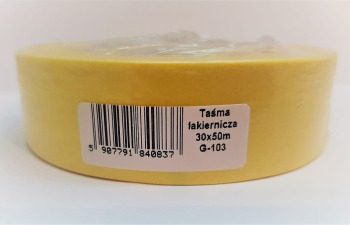 Taśma
lakiernicza
30x50m
G-103
5 907791 840837